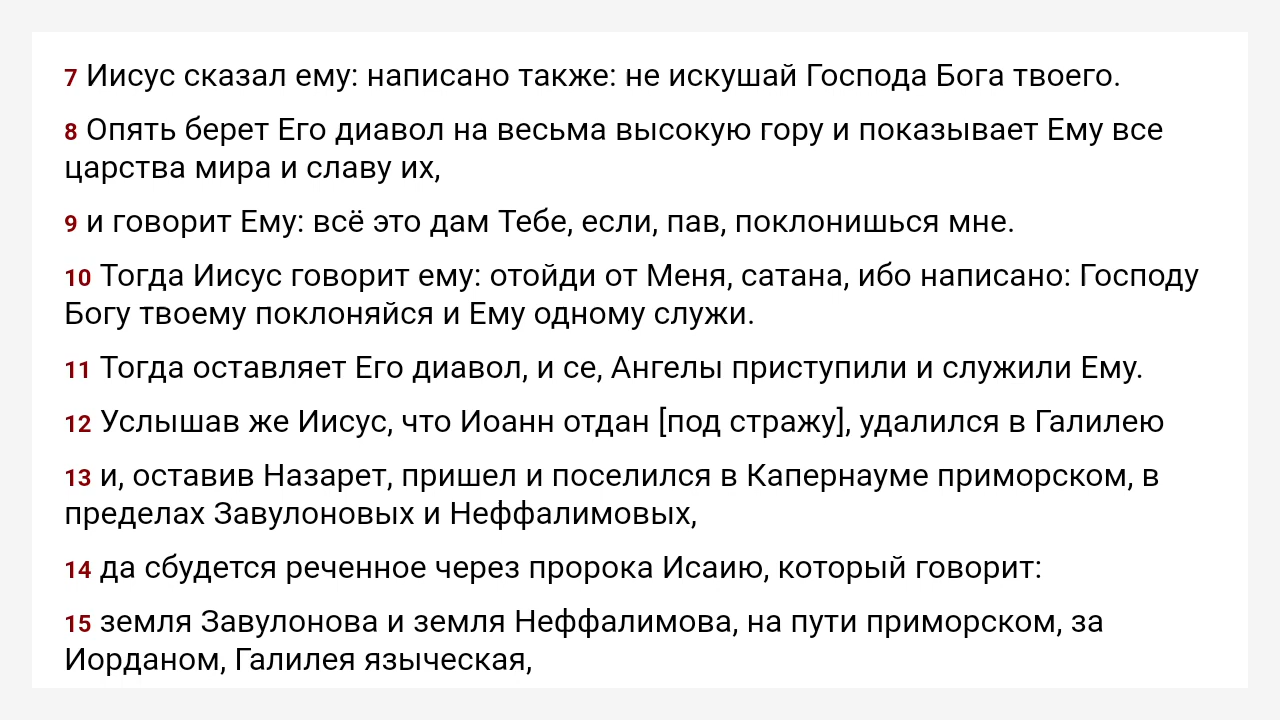 7 Иисус сказал ему: написано также: не искушай Господа Бога твоего.
8 Опять берет Его диавол на весьма высокую гору и показывает Ему все
царства мира и славу их,
9 и говорит Ему: всё это дам Тебе, если, пав, поклонишься мне.
10 Тогда Иисус говорит ему: отойди от Меня, сатана, ибо написано: Господу
Богу твоему поклоняйся и Ему одному служи.
11 Тогда оставляет Его диавол, и се, Ангелы приступили и служили Ему.
12 Услышав же Иисус, что Иоанн отдан [под стражу], удалился в Галилею
13 и, оставив Назарет, пришел и поселился в Капернауме приморском, в
пределах Завулоновых и Неффалимовых,
14 да сбудется реченное через пророка Исаию, который говорит:
15 земля Завулонова и земля Неффалимова, на пути приморском, за
Иорданом, Галилея языческая,